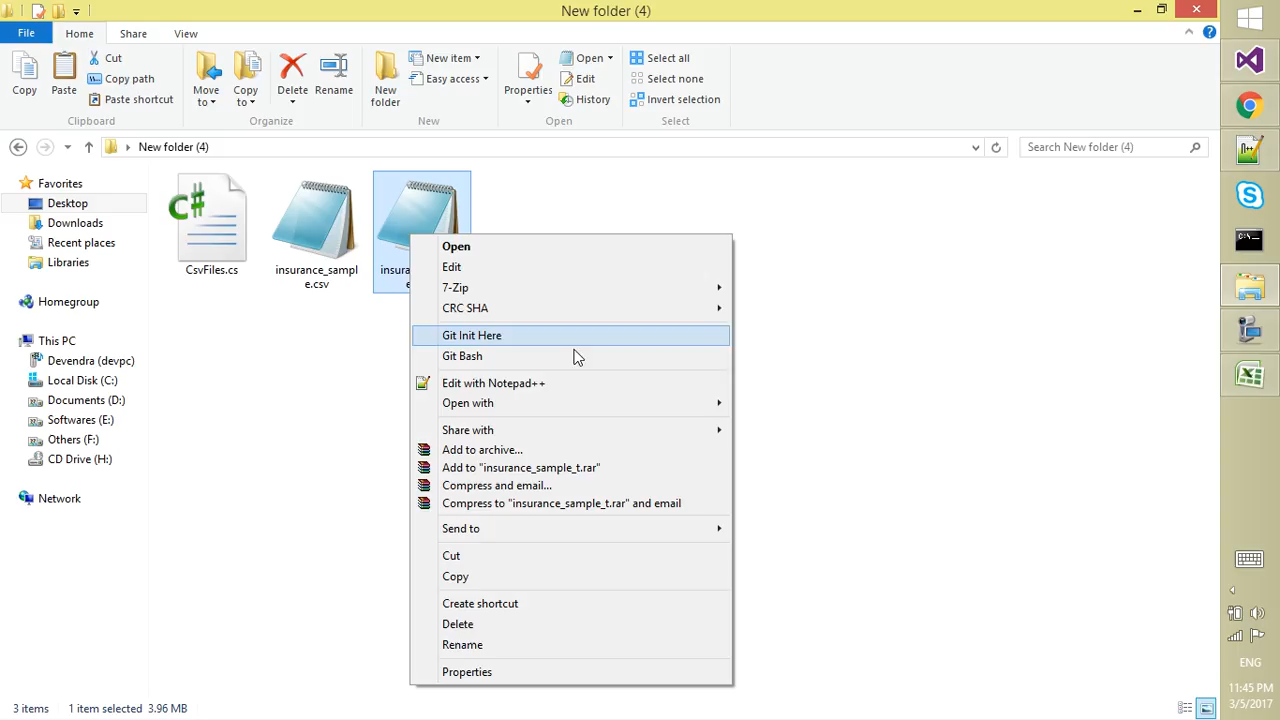 New folder (4)
File
Home
Share
View
Copy
Paste
Cut
Copy path
Paste shortcut
Clipboard
Move to
Copy to
Delete
Rename
Organize
New folder
New item
Easy access
New
Properties
Open
Edit
History
Open
Select all
Select none
Invert selection
Select
New folder (4)
Search New folder (4)
Favorites
Desktop
Downloads
Recent places
Libraries
Homegroup
This PC
Devendra (devpc)
Local Disk (C:)
Documents (D:)
Softwares (E:)
Others (F:)
CD Drive (H:)
Network
C#
CsvFiles.cs
insurance_sampl
e.csv
Open
Edit
7-Zip
CRC SHA
Git Init Here
Git Bash
Edit with Notepad++
Open with
Share with
Add to archive...
Add to "insurance_sample_t.rar"
Compress and email...
Compress to "insurance_sample_t.rar" and email
Send to
Cut
Copy
Create shortcut
Delete
Rename
Properties
3 items
1 item selected 3.96 MB
ENG
11:45 PM
3/5/2017